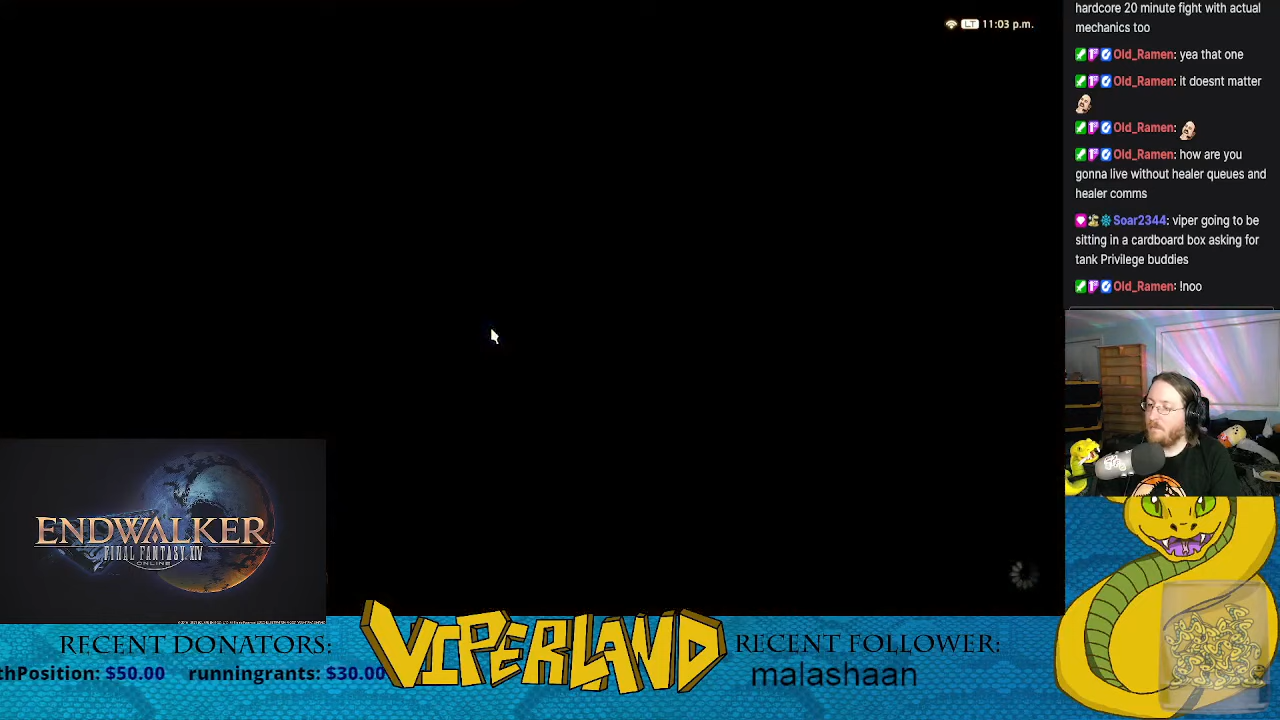 LT 11:03 p.m.
hardcore 20 minute fight with actual
mechanics too
Old_Ramen: yea that one
Old_Ramen: it doesnt matter
Old_Ramen:
Old_Ramen: how are you
gonna live without healer queues and
healer comms
Soar2344: viper going to be
sitting in a cardboard box asking for
tank Privilege buddies
Old_Ramen: !noo
ENDWALKER
FINAL FANTASY XIV
ONLINE
RECENT DONATORS:
thPosition: $50.00 runningrants: $30.00
VIPERLAND
RECENT FOLLOWER:
malashaan